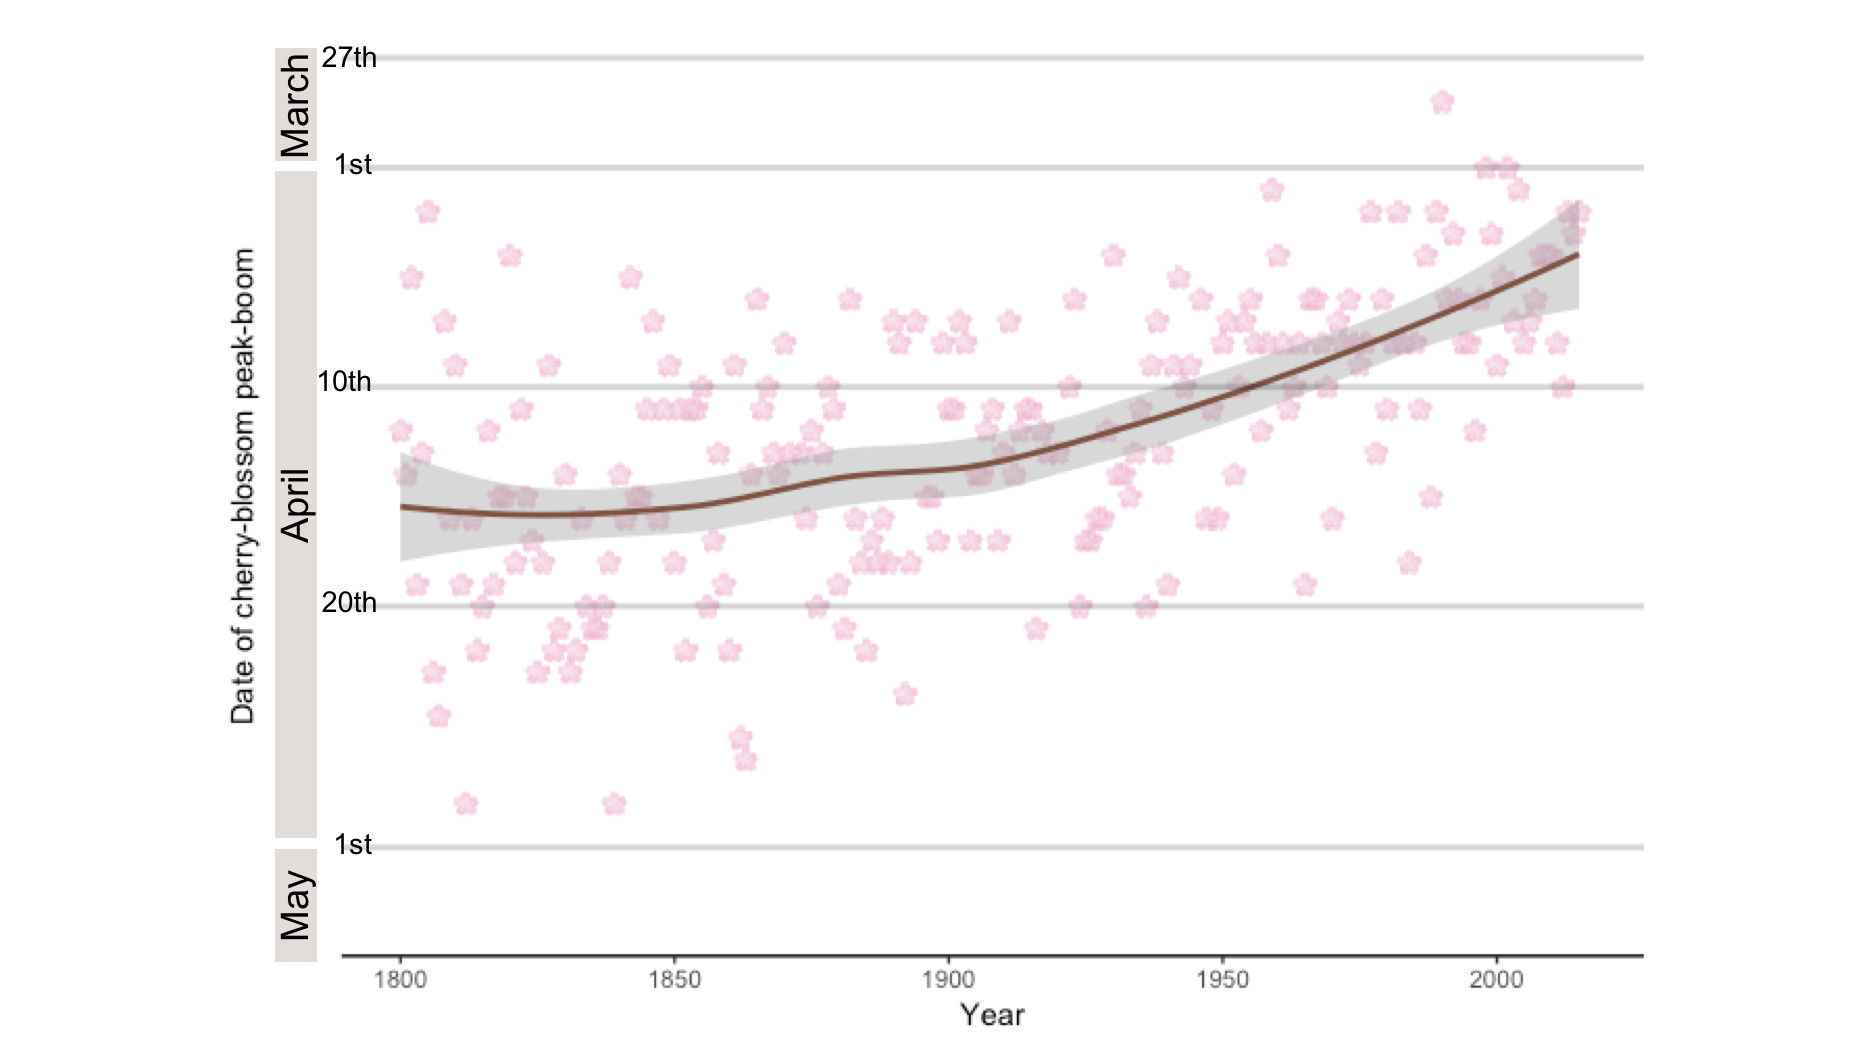 Date of cherry-blossom peak-boom
March
April
May
27th
1st
10th
20th
1st
1800 1850 1900 1950 2000
Year